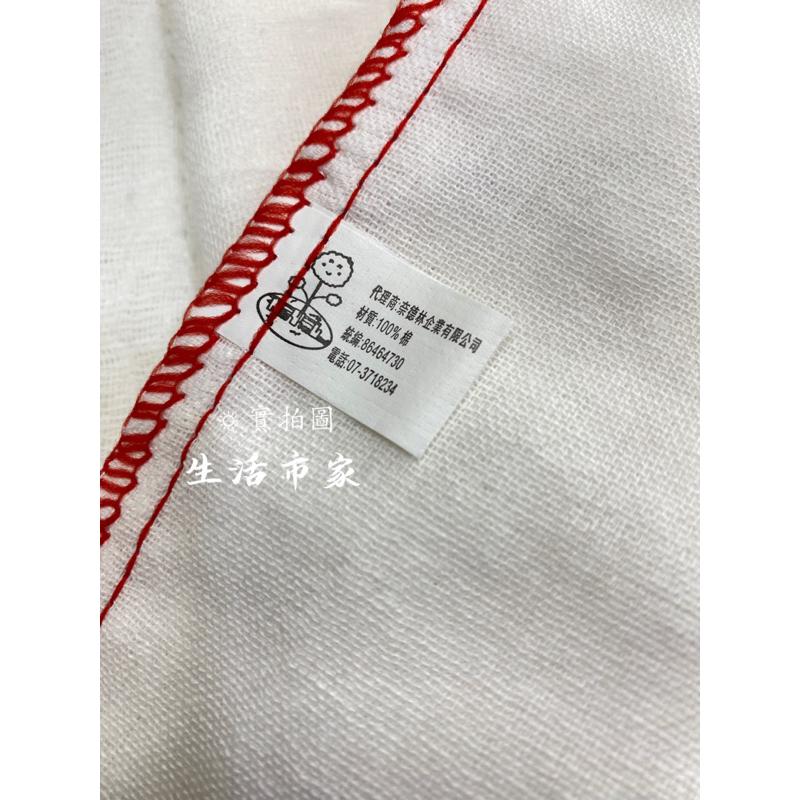 代理商:奈德林企業有限公司
材質:100% 棉
統編:86464730
電話:07-3718234
實拍圖
生活市家